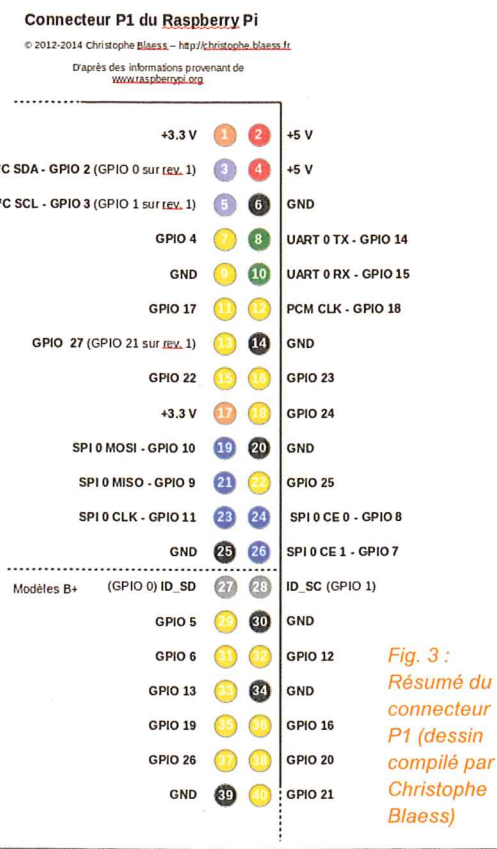 Connecteur P1 du Raspberry Pi
© 2012-2014 Christophe Blaess – http://christophe.blaess.fr
D'après des informations provenant de
www.raspberrypi.org
+3.3 V 1 2 +5 V
²C SDA - GPIO 2 (GPIO 0 sur rev. 1) 3 4 +5 V
²C SCL - GPIO 3 (GPIO 1 sur rev. 1) 5 6 GND
GPIO 4 7 8 UART 0 TX - GPIO 14
GND 9 10 UART 0 RX - GPIO 15
GPIO 17 11 12 PCM CLK - GPIO 18
GPIO 27 (GPIO 21 sur rev. 1) 13 14 GND
GPIO 22 15 16 GPIO 23
+3.3 V 17 18 GPIO 24
SPI 0 MOSI - GPIO 10 19 20 GND
SPI 0 MISO - GPIO 9 21 22 GPIO 25
SPI 0 CLK - GPIO 11 23 24 SPI 0 CE 0 - GPIO 8
GND 25 26 SPI 0 CE 1 - GPIO 7
Modèles B+ (GPIO 0) ID_SD 27 28 ID_SC (GPIO 1)
GPIO 5 29 30 GND
GPIO 6 31 32 GPIO 12
GPIO 13 33 34 GND
GPIO 19 35 36 GPIO 16
GPIO 26 37 38 GPIO 20
GND 39 40 GPIO 21
Fig. 3 :
Résumé du
connecteur
P1 (dessin
compilé par
Christophe
Blaess)